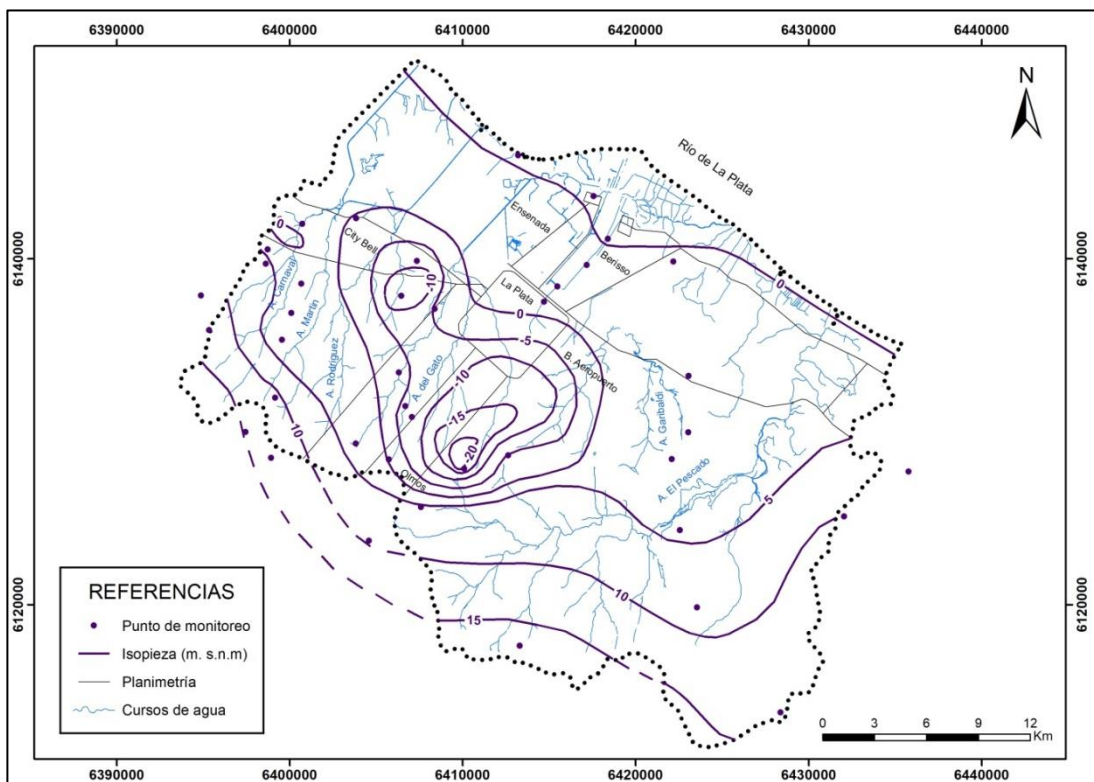 6390000
6400000
6410000
6420000
6430000
6440000
N
Río de La Plata
Ensenada
Berisso
City Bell
La Plata
B. Aeropuerto
A. Carnaval
A. Martin
A. Rodriguez
A. del Gato
A. Garibaldi
A. El Pescado
Olmos
0
-10
0
0
-5
-10
-15
-20
10
5
10
15
6140000
6120000
6140000
6120000
REFERENCIAS
Punto de monitoreo
Isopieza (m. s.n.m)
Planimetría
Cursos de agua
0 3 6 9 12
Km
6390000
6400000
6410000
6420000
6430000
6440000